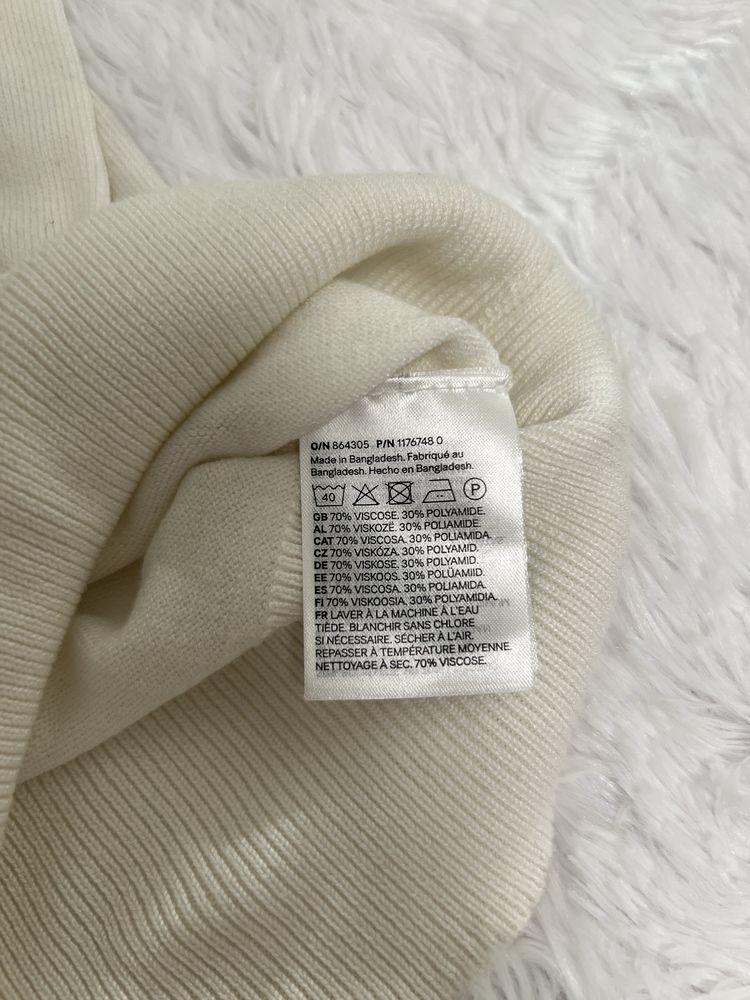 O/N 864305 P/N 1176748 0
Made in Bangladesh. Fabriqué au
Bangladesh. Hecho en Bangladesh.
40 P
GB 70% VISCOSE, 30% POLYAMIDE.
AL 70% VISKOZË. 30% POLIAMIDE.
CAT 70% VISCOSA. 30% POLIAMIDA.
CZ 70% VISKÓZA. 30% POLYAMID.
DE 70% VISKOSE. 30% POLYAMID.
EE 70% VISKOOS. 30% POLÜAMIID.
ES 70% VISCOSA. 30% POLIAMIDA.
FI 70% VISKOOSIA. 30% POLYAMIDIA.
FR LAVER À LA MACHINE À L'EAU
TIÈDE. BLANCHIR SANS CHLORE
SI NÉCESSAIRE. SÉCHER À L'AIR.
REPASSER À TEMPÉRATURE MOYENNE.
NETTOYAGE À SEC. 70% VISCOSE.